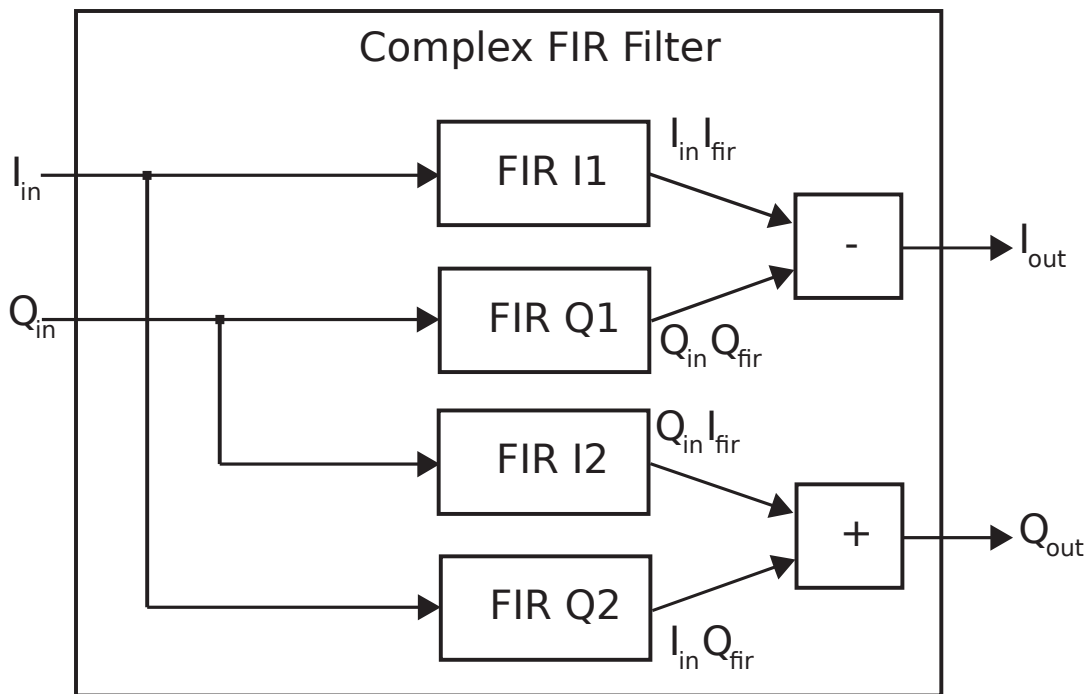 Complex FIR Filter
I_in
FIR I1
I_in I_fir
-
I_out
Q_in
FIR Q1
Q_in Q_fir
FIR I2
Q_in I_fir
+
Q_out
FIR Q2
I_in Q_fir